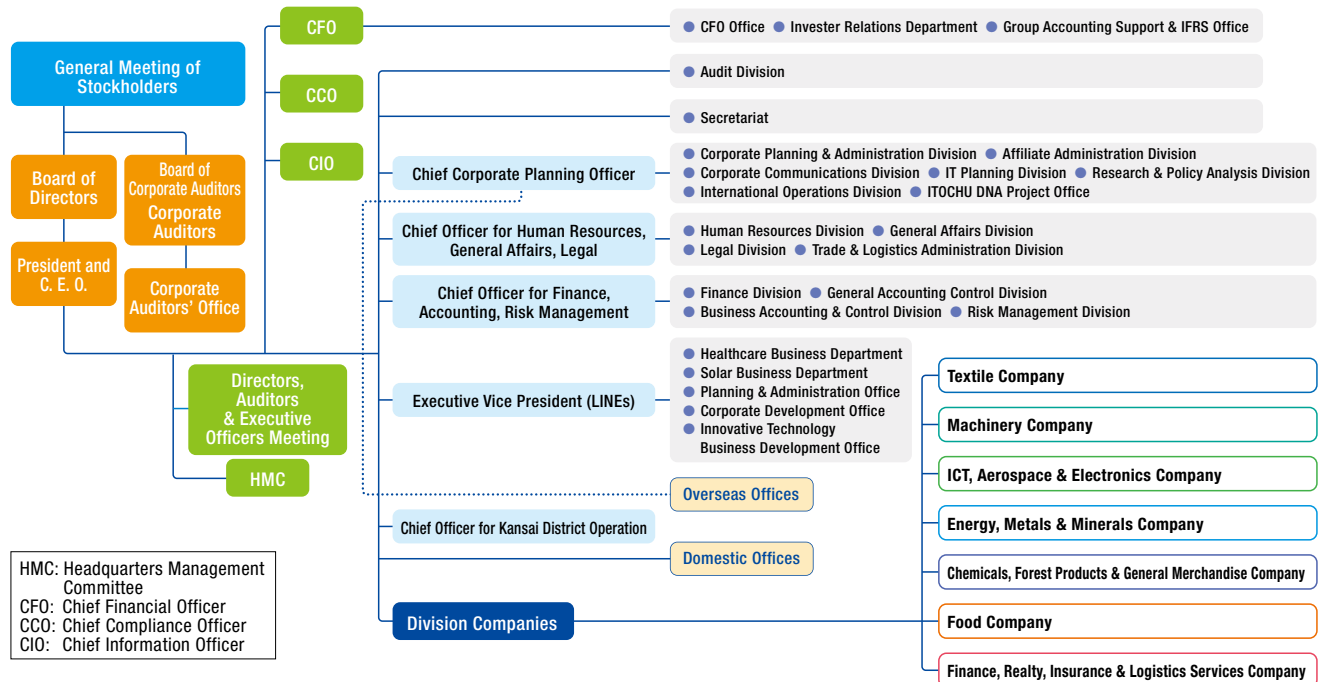 General Meeting of
Stockholders
Board of
Directors
Board of
Corporate Auditors
Corporate
Auditors
President and
C. E. O.
Corporate
Auditors' Office
CFO
CCO
CIO
Directors,
Auditors
& Executive
Officers Meeting
HMC
CFO Office Invester Relations Department Group Accounting Support & IFRS Office
Audit Division
Secretariat
Chief Corporate Planning Officer
Corporate Planning & Administration Division Affiliate Administration Division
Corporate Communications Division IT Planning Division Research & Policy Analysis Division
International Operations Division ITOCHU DNA Project Office
Chief Officer for Human Resources,
General Affairs, Legal
Human Resources Division General Affairs Division
Legal Division Trade & Logistics Administration Division
Chief Officer for Finance,
Accounting, Risk Management
Finance Division General Accounting Control Division
Business Accounting & Control Division Risk Management Division
Executive Vice President (LINEs)
Healthcare Business Department
Solar Business Department
Planning & Administration Office
Corporate Development Office
Innovative Technology
Business Development Office
Overseas Offices
Chief Officer for Kansai District Operation
Domestic Offices
Division Companies
Textile Company
Machinery Company
ICT, Aerospace & Electronics Company
Energy, Metals & Minerals Company
Chemicals, Forest Products & General Merchandise Company
Food Company
Finance, Realty, Insurance & Logistics Services Company
HMC: Headquarters Management
Committee
CFO: Chief Financial Officer
CCO: Chief Compliance Officer
CIO: Chief Information Officer